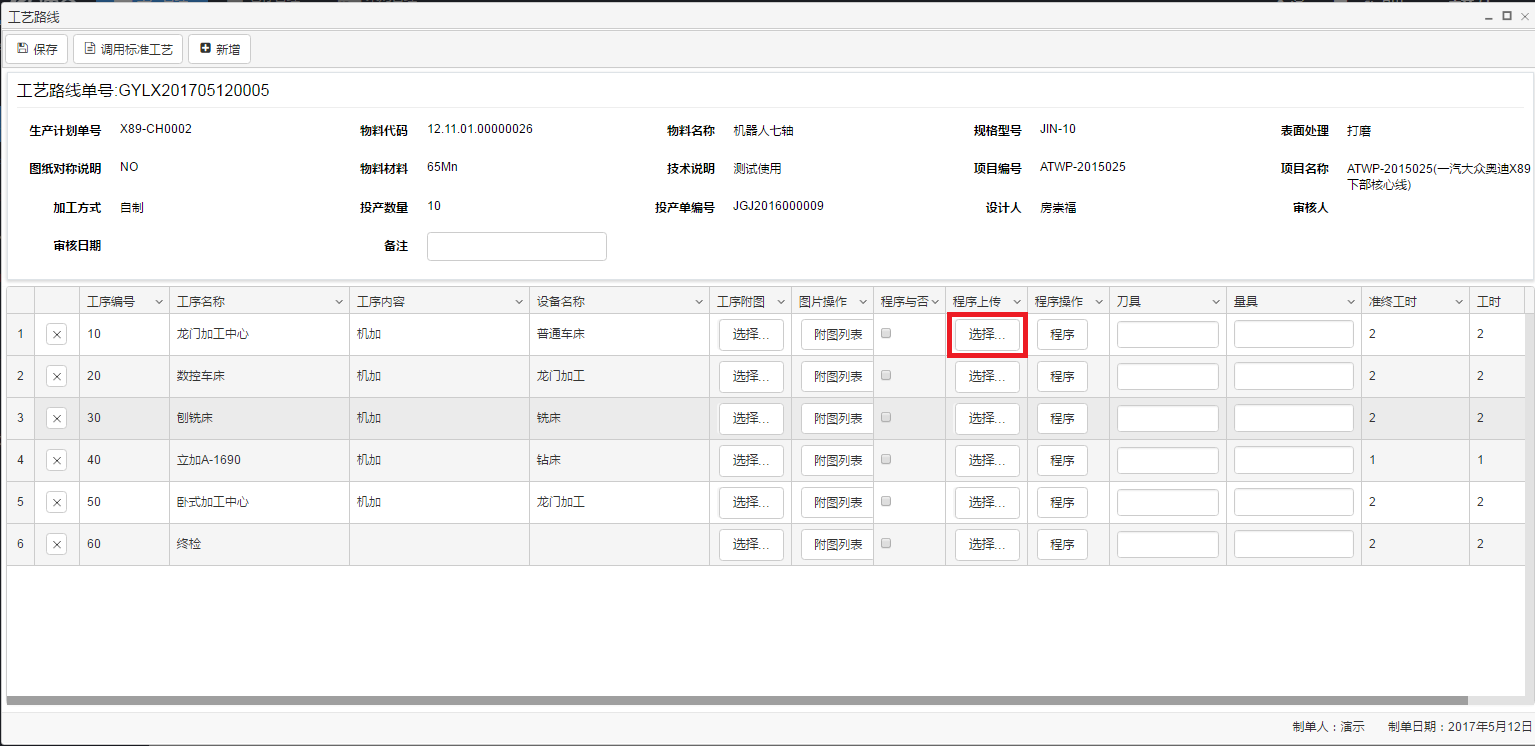 工艺路线
保存 调用标准工艺 新增
工艺路线单号:GYLX201705120005
生产计划单号 X89-CH0002 物料代码 12.11.01.00000026 物料名称 机器人七轴 规格型号 JIN-10 表面处理 打磨
图纸对称说明 NO 物料材料 65Mn 技术说明 测试使用 项目编号 ATWP-2015025 项目名称 ATWP-2015025(一汽大众奥迪X89
下部核心线)
加工方式 自制 投产数量 10 投产单编号 JGJ2016000009 设计人 房崇福 审核人
审核日期 备注
工序编号 工序名称 工序内容 设备名称 工序附图 图片操作 程序与否 程序上传 程序操作 刀具 量具 准终工时 工时
1 10 龙门加工中心 机加 普通车床 选择... 附图列表 选择... 程序 2 2
2 20 数控车床 机加 龙门加工 选择... 附图列表 选择... 程序 2 2
3 30 刨铣床 机加 铣床 选择... 附图列表 选择... 程序 2 2
4 40 立加A-1690 机加 钻床 选择... 附图列表 选择... 程序 1 1
5 50 卧式加工中心 机加 龙门加工 选择... 附图列表 选择... 程序 2 2
6 60 终检 选择... 附图列表 选择... 程序 2 2
制单人：演示 制单日期：2017年5月12日